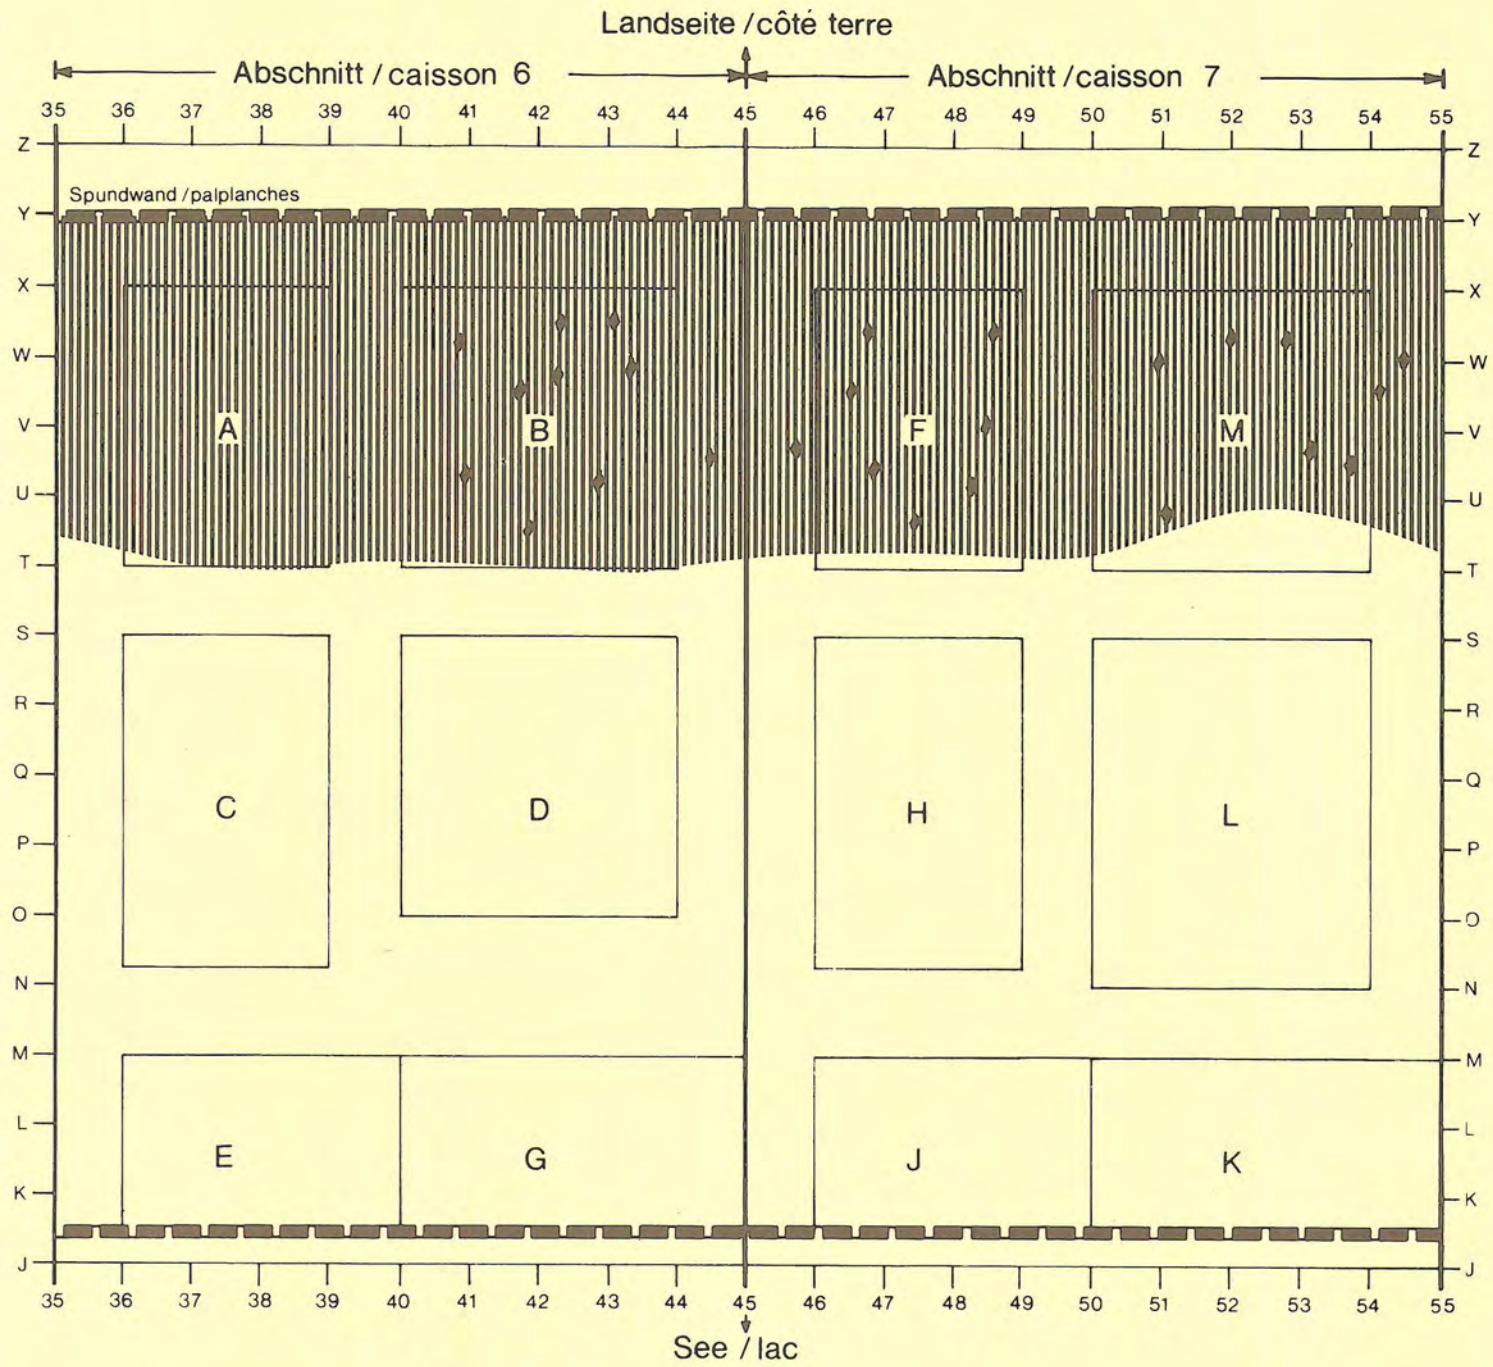 Landseite / côté terre
Abschnitt / caisson 6 Abschnitt / caisson 7
35 36 37 38 39 40 41 42 43 44 45 46 47 48 49 50 51 52 53 54 55
Z Z
Spundwand / palplanches
Y Y
X X
W W
V A B F M V
U U
T T
S S
R R
Q Q
C D H L
P P
O O
N N
M M
L L
E G J K
K K
J J
35 36 37 38 39 40 41 42 43 44 45 46 47 48 49 50 51 52 53 54 55
See / lac